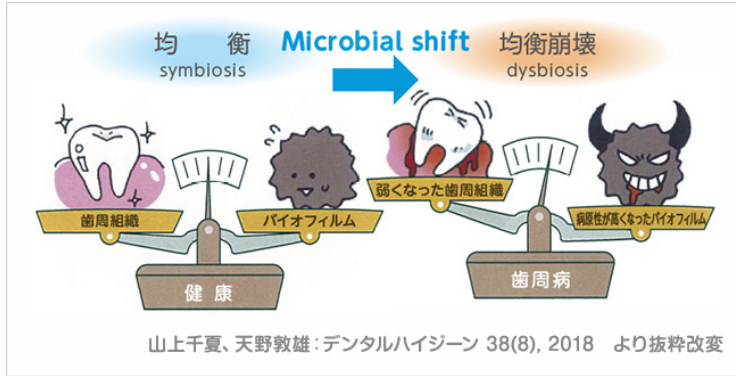 均 衡 Microbial shift 均衡崩壊
symbiosis dysbiosis
歯周組織 バイオフィルム
健 康
弱くなった歯周組織 病原性が高くなったバイオフィルム
歯周病
山上千夏、天野敦雄：デンタルハイジーン 38(8), 2018 より抜粋改変